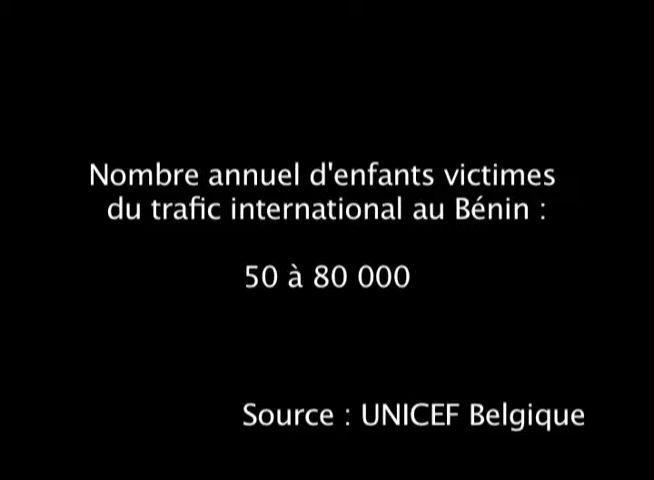 Nombre annuel d'enfants victimes
du trafic international au Bénin :
50 à 80 000
Source : UNICEF Belgique